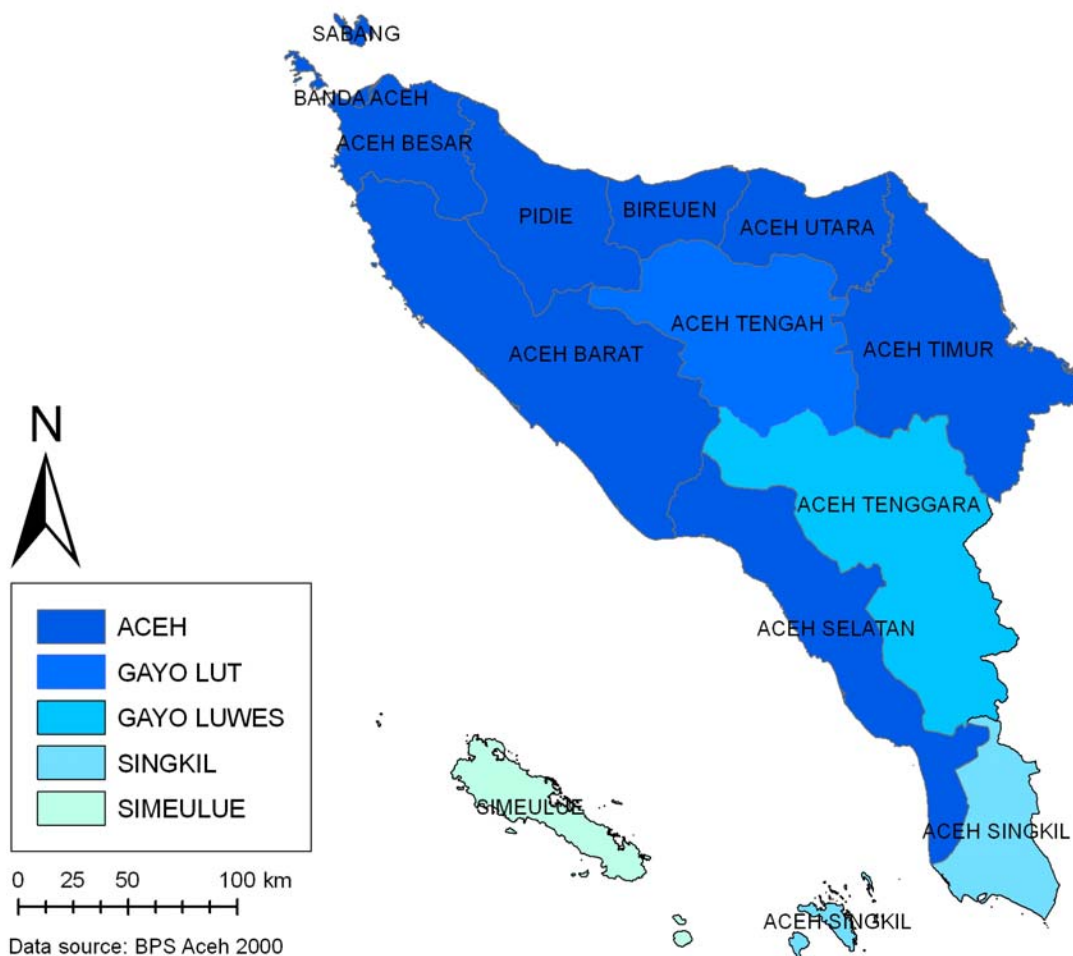 SABANG
BANDA ACEH
ACEH BESAR
PIDIE
BIREUEN
ACEH UTARA
ACEH TENGAH
ACEH BARAT
ACEH TIMUR
N
ACEH TENGGARA
ACEH SELATAN
ACEH
GAYO LUT
GAYO LUWES
SINGKIL
SIMEULUE
SIMEULUE
ACEH SINGKIL
ACEH SINGKIL
0 25 50 100 km
Data source: BPS Aceh 2000